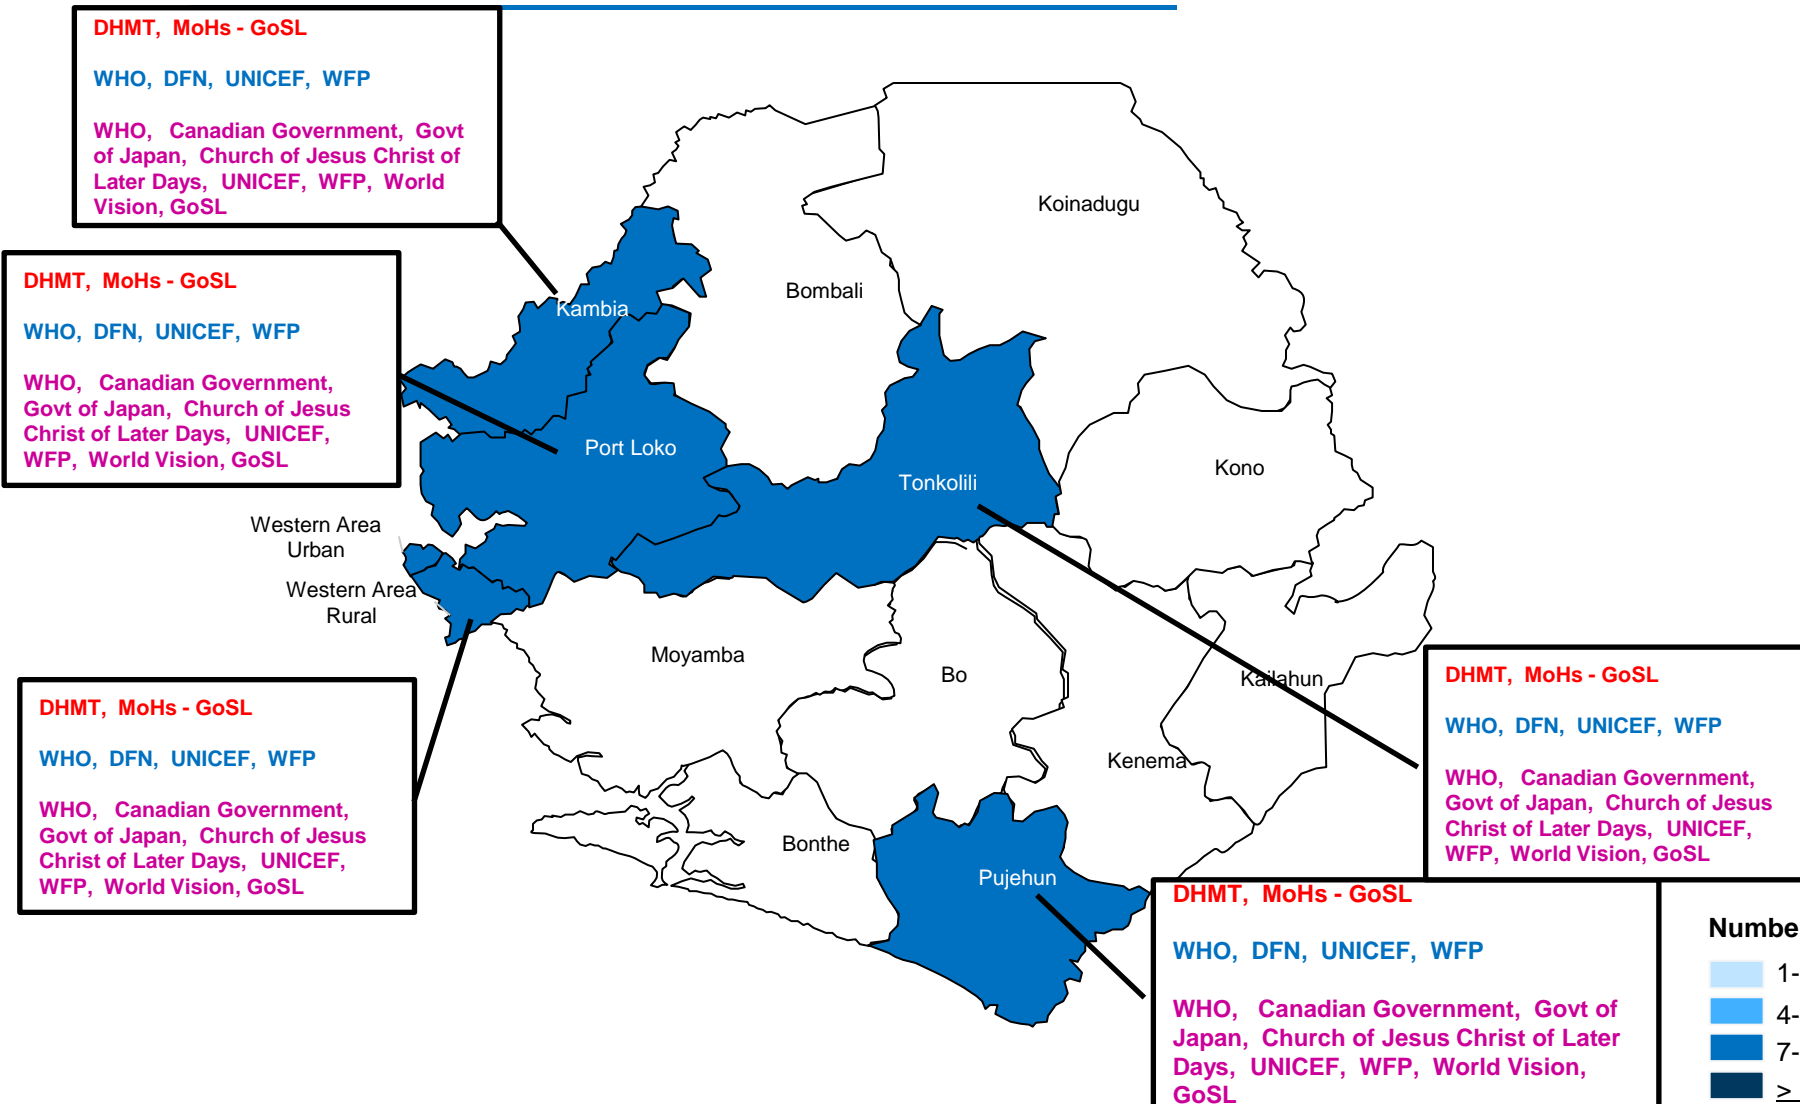 DHMT, MoHs - GoSL
WHO, DFN, UNICEF, WFP
WHO, Canadian Government, Govt
of Japan, Church of Jesus Christ of
Later Days, UNICEF, WFP, World
Vision, GoSL
DHMT, MoHs - GoSL
WHO, DFN, UNICEF, WFP
WHO, Canadian Government,
Govt of Japan, Church of Jesus
Christ of Later Days, UNICEF,
WFP, World Vision, GoSL
Koinadugu
Bombali
Kambia
Port Loko
Tonkolili
Kono
Western Area
Urban
Western Area
Rural
Moyamba
Bo
Kailahun
Kenema
Bonthe
Pujehun
DHMT, MoHs - GoSL
WHO, DFN, UNICEF, WFP
WHO, Canadian Government,
Govt of Japan, Church of Jesus
Christ of Later Days, UNICEF,
WFP, World Vision, GoSL
DHMT, MoHs - GoSL
WHO, DFN, UNICEF, WFP
WHO, Canadian Government,
Govt of Japan, Church of Jesus
Christ of Later Days, UNICEF,
WFP, World Vision, GoSL
DHMT, MoHs - GoSL
WHO, DFN, UNICEF, WFP
WHO, Canadian Government, Govt of
Japan, Church of Jesus Christ of Later
Days, UNICEF, WFP, World Vision,
GoSL
Numbe
1-
4-
7-
≥